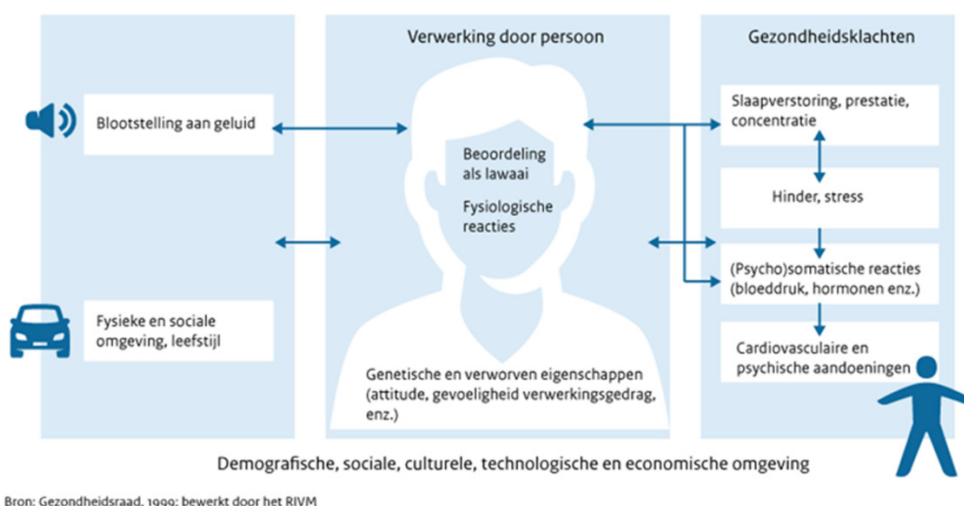 Verwerking door persoon
Gezondheidsklachten
Blootstelling aan geluid
Fysieke en sociale
omgeving, leefstijl
Beoordeling
als lawaai
Fysiologische
reacties
Genetische en verworven eigenschappen
(attitude, gevoeligheid verwerkingsgedrag,
enz.)
Slaapverstoring, prestatie,
concentratie
Hinder, stress
(Psycho)somatische reacties
(bloeddruk, hormonen enz.)
Cardiovasculaire en
psychische aandoeningen
Demografische, sociale, culturele, technologische en economische omgeving
Bron: Gezondheidsraad, 1999; bewerkt door het RIVM